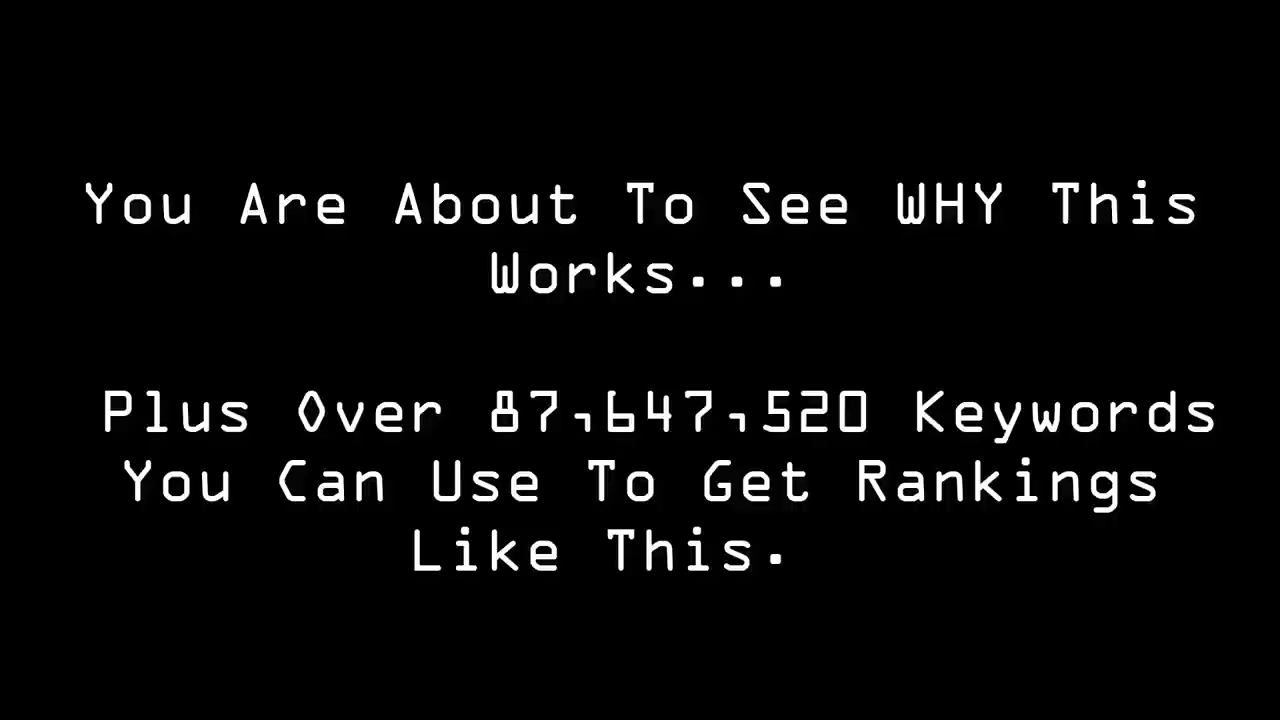 You Are About To See WHY This
Works...
Plus Over 87,647,520 Keywords
You Can Use To Get Rankings
Like This.